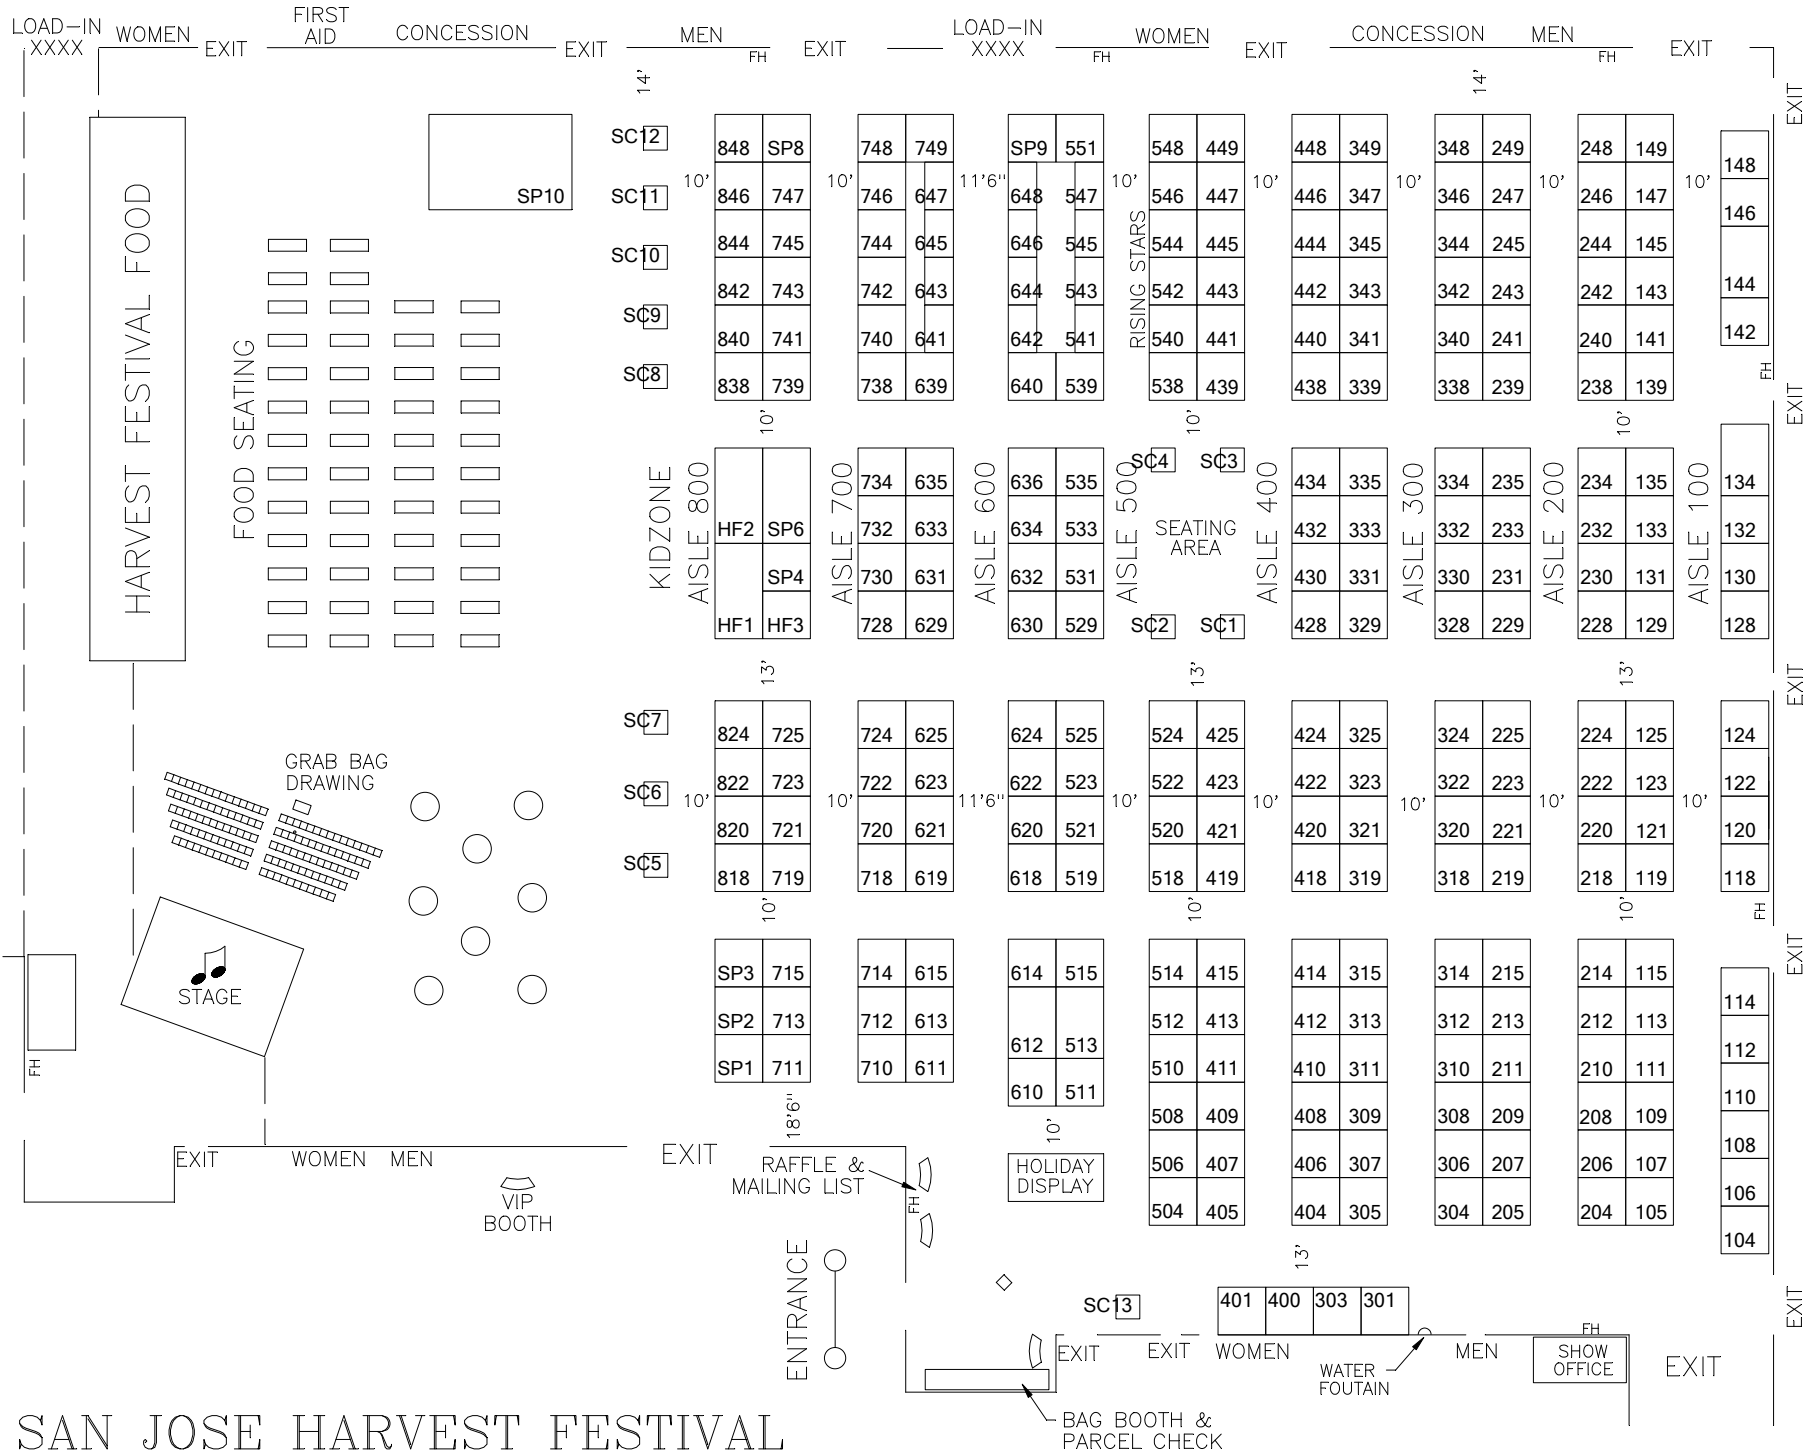 LOAD-IN
XXXX
WOMEN
EXIT
FIRST
AID
CONCESSION
EXIT
MEN
FH
EXIT
LOAD-IN
XXXX
FH
WOMEN
EXIT
CONCESSION
MEN
FH
EXIT
EXIT
14'
14'
SC12
848 SP8 748 749 SP9 551 548 449 448 349 348 249 248 149
148
SP10
SC11
10' 10' 11'6" 10' 10' 10' 10' 10'
846 747 746 647 648 547 546 447 446 347 346 247 246 147
146
HARVEST FESTIVAL FOOD
RISING STARS
SC10
844 745 744 645 646 545 544 445 444 345 344 245 244 145
144
842 743 742 643 644 543 542 443 442 343 342 243 242 143
SC9
840 741 740 641 642 541 540 441 440 341 340 241 240 141
142
SC8
838 739 738 639 640 539 538 439 438 339 338 239 238 139
FH
EXIT
10' 10' 10'
FOOD SEATING
KIDZONE
AISLE 800
AISLE 700
AISLE 600
AISLE 500
AISLE 400
AISLE 300
AISLE 200
AISLE 100
SC4 SC3
734 635 636 535 434 335 334 235 234 135 134
HF2 SP6 732 633 634 533 432 333 332 233 232 133 132
SEATING
AREA
SP4 730 631 632 531 430 331 330 231 230 131 130
HF1 HF3 728 629 630 529 SC2 SC1 428 329 328 229 228 129 128
13' 13' 13'
EXIT
SC7
824 725 724 625 624 525 524 425 424 325 324 225 224 125 124
GRAB BAG
DRAWING
822 723 722 623 622 523 522 423 422 323 322 223 222 123 122
SC6
10' 10' 11'6" 10' 10' 10' 10' 10'
820 721 720 621 620 521 520 421 420 321 320 221 220 121 120
SC5
818 719 718 619 618 519 518 419 418 319 318 219 218 119 118
10' 10' 10'
FH
EXIT
SP3 715 714 615 614 515 514 415 414 315 314 215 214 115
STAGE
114
SP2 713 712 613 512 413 412 313 312 213 212 113
612 513
112
FH
SP1 711 710 611 510 411 410 311 310 211 210 111
610 511
110
18'6"
10'
508 409 408 309 308 209 208 109
108
EXIT
WOMEN
MEN
EXIT
RAFFLE &
MAILING LIST
FH
HOLIDAY
DISPLAY
506 407 406 307 306 207 206 107
106
VIP
BOOTH
504 405 404 305 304 205 204 105
104
13'
ENTRANCE
SC13
401 400 303 301
EXIT
EXIT
EXIT
WOMEN
WATER
FOUTAIN
MEN
FH
SHOW
OFFICE
EXIT
BAG BOOTH &
PARCEL CHECK
SAN JOSE HARVEST FESTIVAL